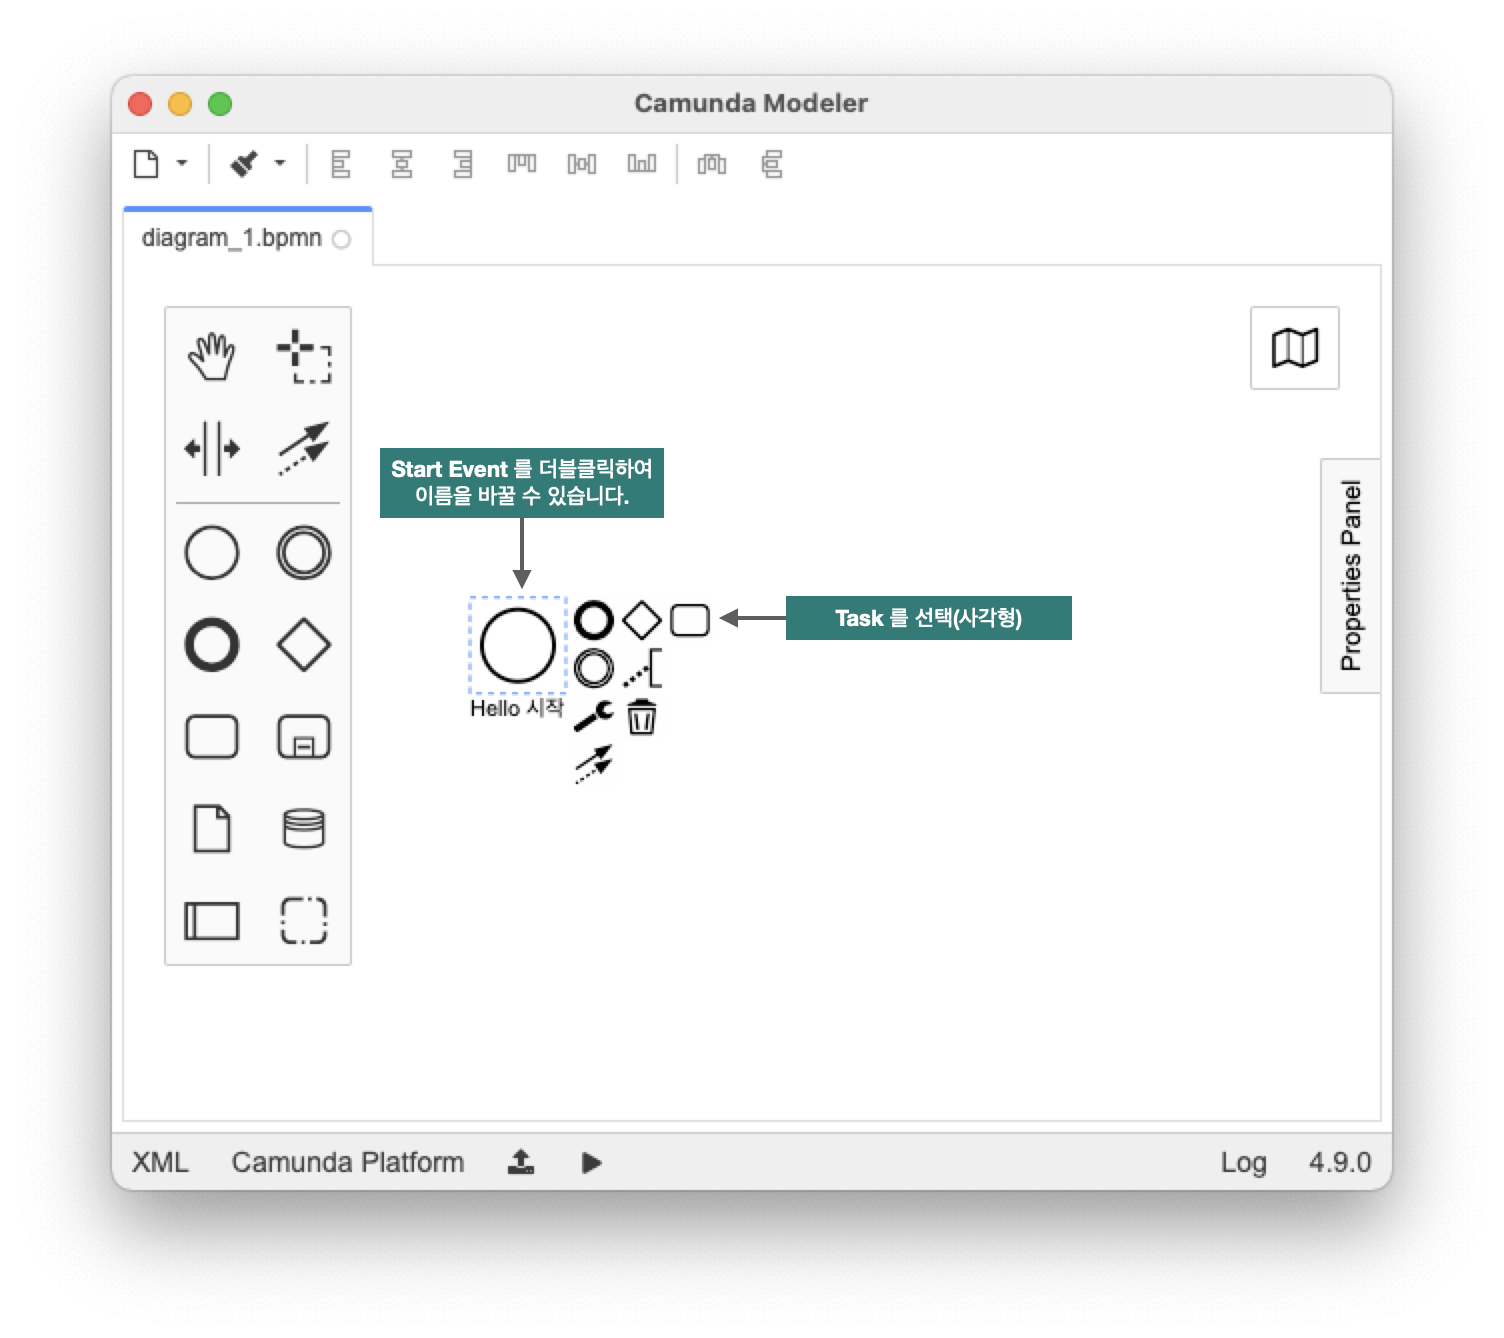 Camunda Modeler
diagram_1.bpmn
Start Event 를 더블클릭하여
이름을 바꿀 수 있습니다.
Task 를 선택(사각형)
Hello 시작
Properties Panel
XML Camunda Platform Log 4.9.0